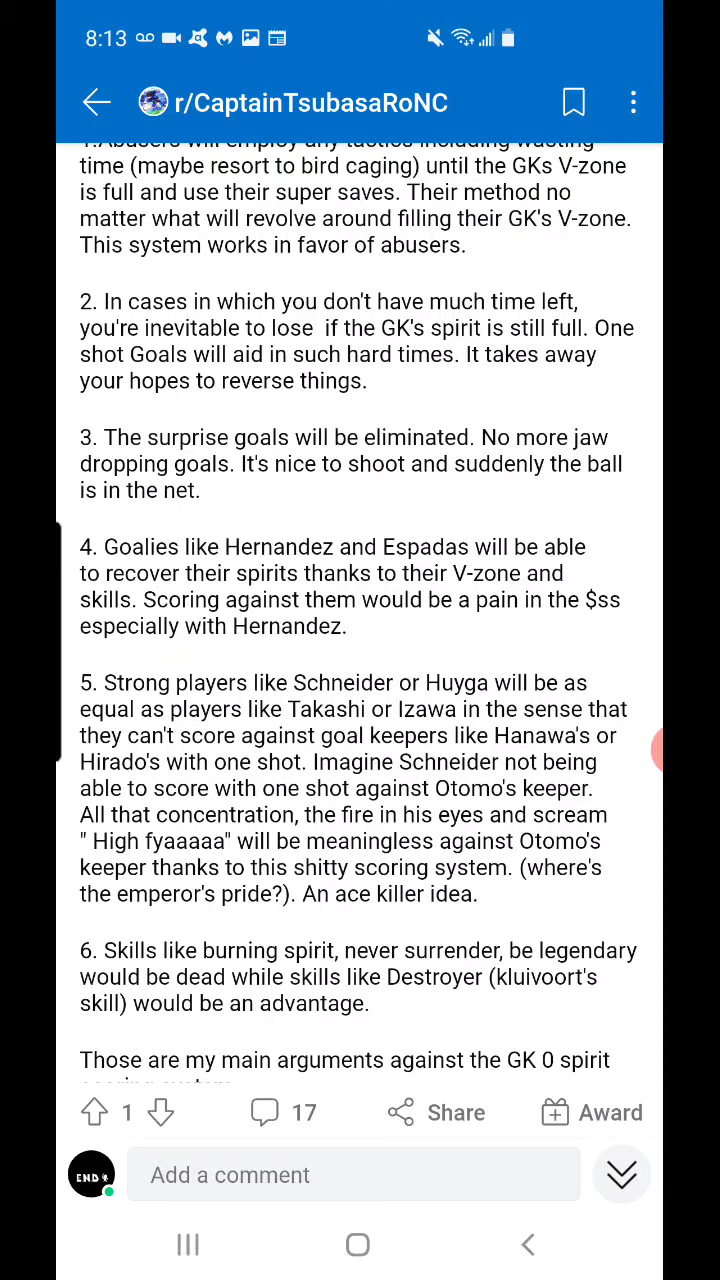 8:13
r/CaptainTsubasaRoNC
1.Abusers will employ any tactics including wasting
time (maybe resort to bird caging) until the GKs V-zone
is full and use their super saves. Their method no
matter what will revolve around filling their GK's V-zone.
This system works in favor of abusers.
2. In cases in which you don't have much time left,
you're inevitable to lose  if the GK's spirit is still full. One
shot Goals will aid in such hard times. It takes away
your hopes to reverse things.
3. The surprise goals will be eliminated. No more jaw
dropping goals. It's nice to shoot and suddenly the ball
is in the net.
4. Goalies like Hernandez and Espadas will be able
to recover their spirits thanks to their V-zone and
skills. Scoring against them would be a pain in the $ss
especially with Hernandez.
5. Strong players like Schneider or Huyga will be as
equal as players like Takashi or Izawa in the sense that
they can't score against goal keepers like Hanawa's or
Hirado's with one shot. Imagine Schneider not being
able to score with one shot against Otomo's keeper.
All that concentration, the fire in his eyes and scream
" High fyaaaaa" will be meaningless against Otomo's
keeper thanks to this shitty scoring system. (where's
the emperor's pride?). An ace killer idea.
6. Skills like burning spirit, never surrender, be legendary
would be dead while skills like Destroyer (kluivoort's
skill) would be an advantage.
Those are my main arguments against the GK 0 spirit
1
17
Share
Award
END
Add a comment